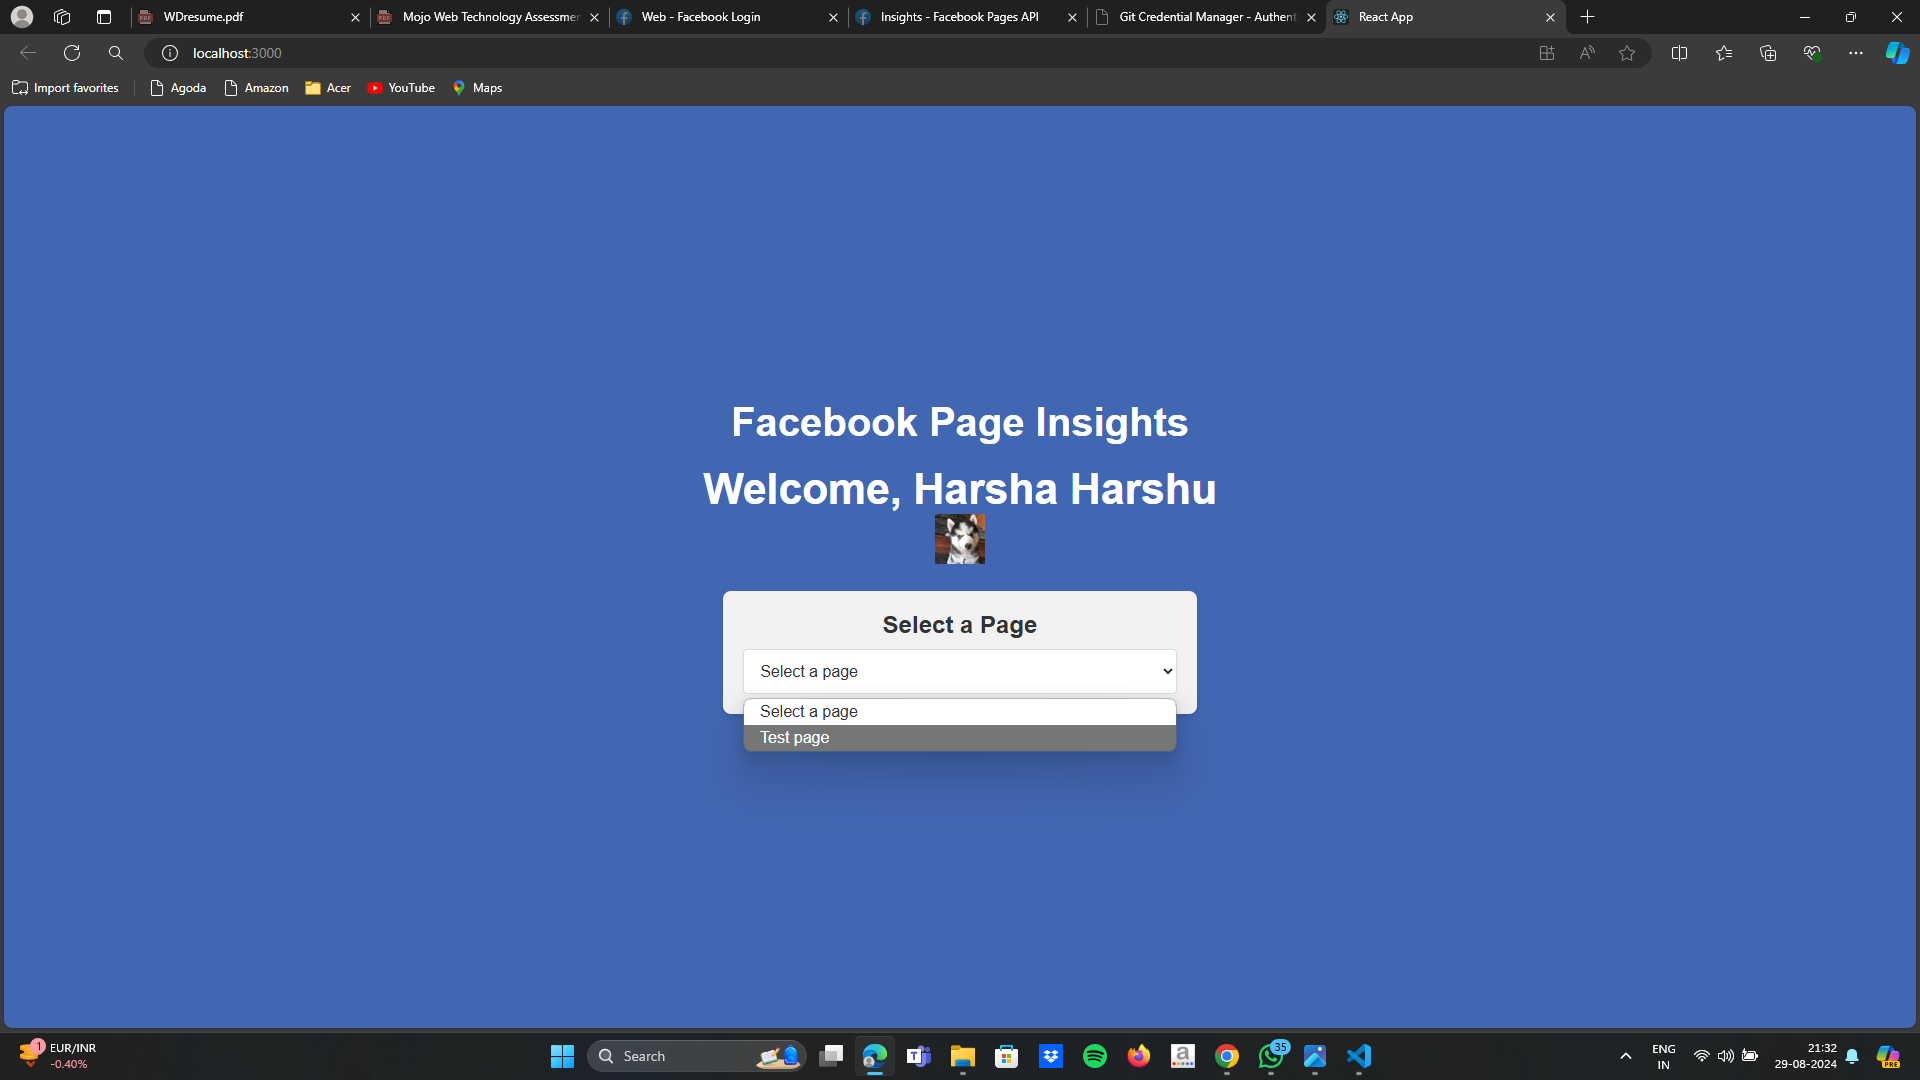 WDresume.pdf
Mojo Web Technology Assessmen
Web - Facebook Login
Insights - Facebook Pages API
Git Credential Manager - Authent
React App
localhost:3000
Import favorites
Agoda
Amazon
Acer
YouTube
Maps
Facebook Page Insights
Welcome, Harsha Harshu
Select a Page
Select a page
Select a page
Test page
1
EUR/INR
-0.40%
Search
35
ENG
IN
21:32
29-08-2024
PRE